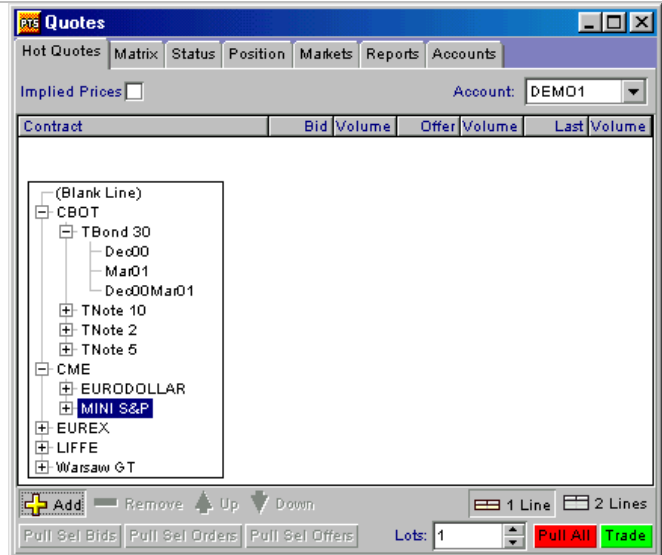 RTS Quotes
Hot Quotes Matrix Status Position Markets Reports Accounts
Implied Prices Account: DEMO1
Contract Bid Volume Offer Volume Last Volume
(Blank Line)
CBOT
TBond 30
Dec00
Mar01
Dec00Mar01
TNote 10
TNote 2
TNote 5
CME
EURODOLLAR
MINI S&P
EUREX
LIFFE
Warsaw GT
Add Remove Up Down 1 Line 2 Lines
Pull Sel Bids Pull Sel Orders Pull Sel Offers Lots: 1 Pull All Trade